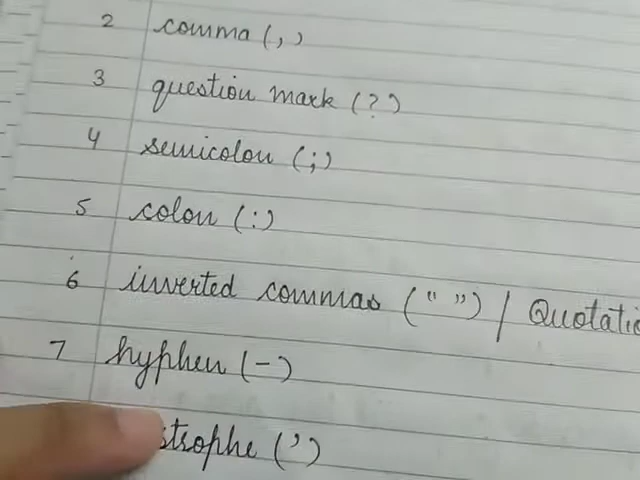 2 comma (,)
3 question mark (?)
4 semicolon (;)
5 colon (:)
6 inverted commas (“ ”) / Quotatio
7 hyphen (-)
strophe (’)